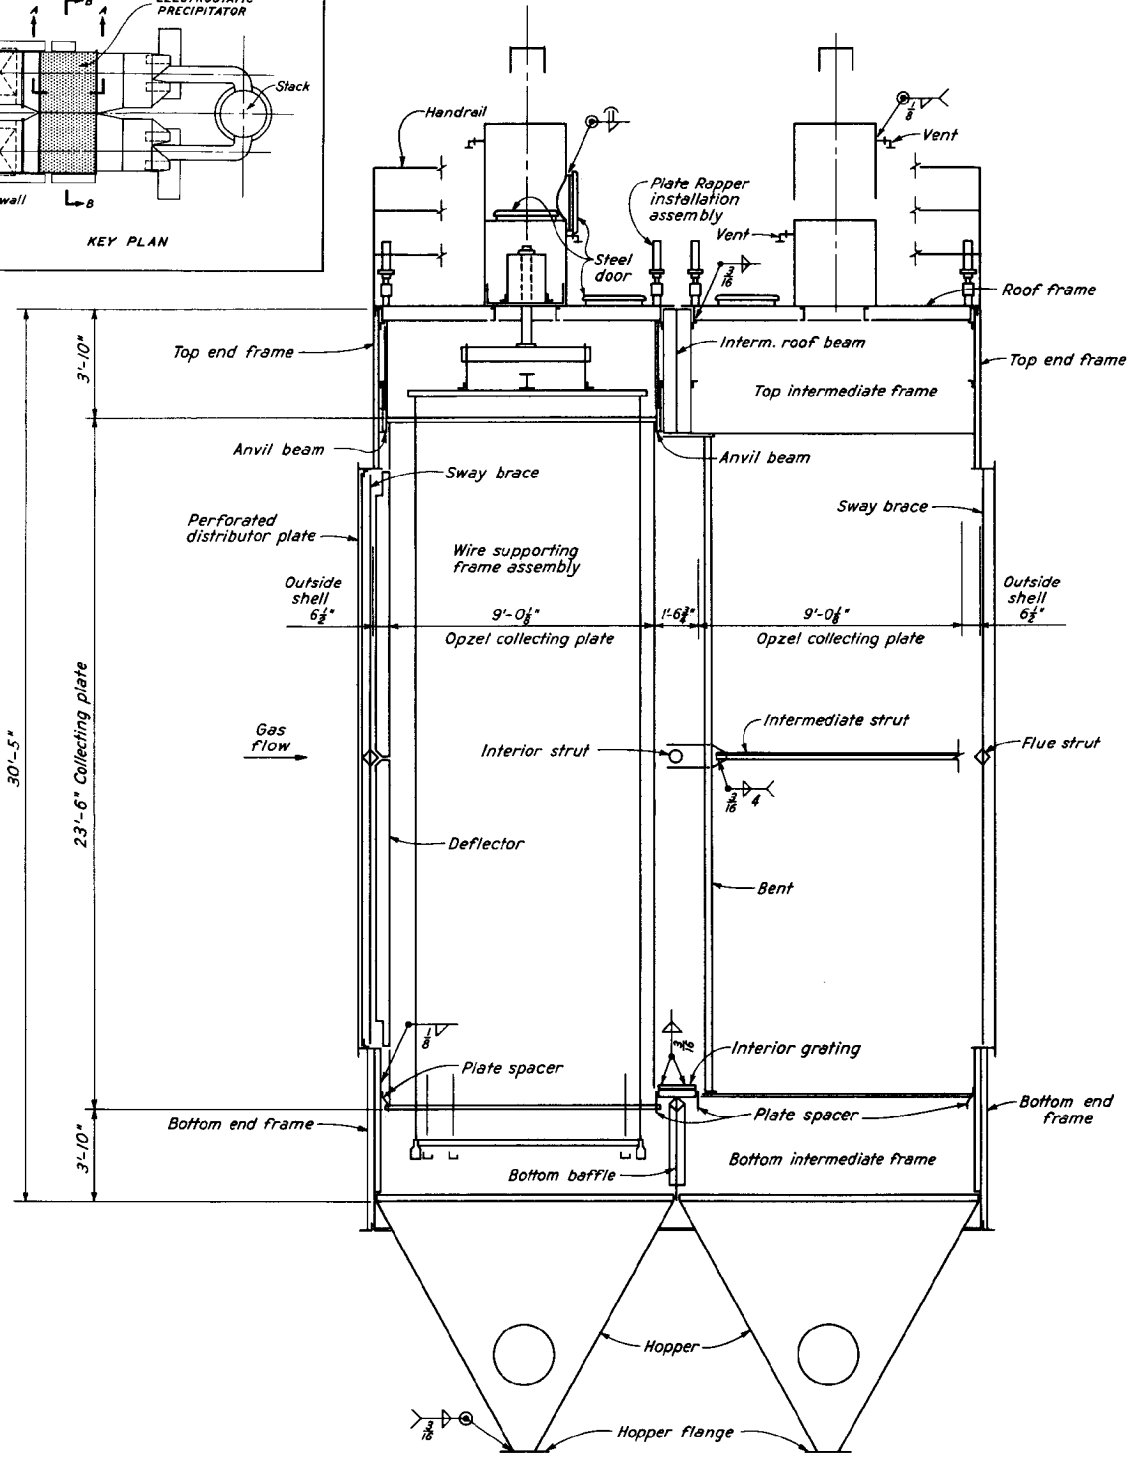 B
A
A
PRECIPITATOR
Stack
wall
B
KEY PLAN
Handrail
1/8
Vent
Plate Rapper
installation
assembly
Vent
Steel
door
3/16
Roof frame
Top end frame
3'-10"
Interm. roof beam
Top end frame
Top intermediate frame
Anvil beam
Anvil beam
Sway brace
Sway brace
Perforated
distributor plate
Wire supporting
frame assembly
Outside
shell
6 1/2"
9'-0 1/8"
1'-6 3/4"
9'-0 1/8"
Outside
shell
6 1/2"
Opzel collecting plate
Opzel collecting plate
30'-5"
23'-6" Collecting plate
Gas
flow
Intermediate strut
Interior strut
Flue strut
3/16 4
Deflector
Bent
1/8
3/16
Interior grating
Plate spacer
Plate spacer
Bottom end frame
Bottom end
frame
3'-10"
Bottom intermediate frame
Bottom baffle
Hopper
3/16
Hopper flange